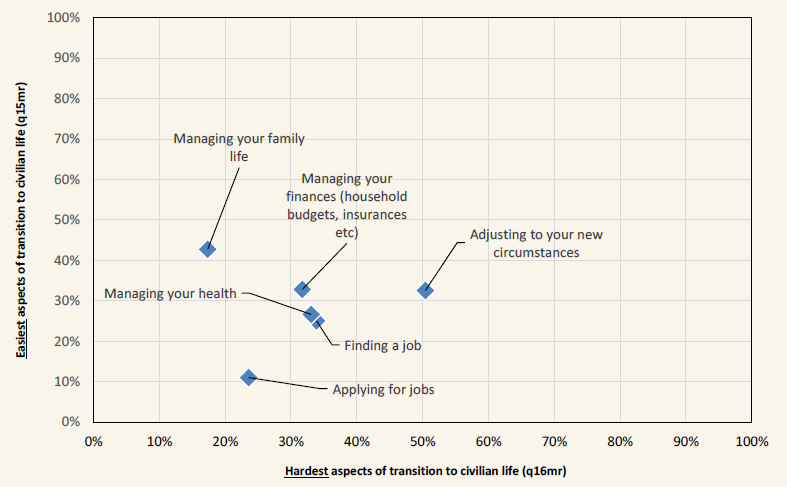 100%
90%
80%
70%
60%
50%
40%
30%
20%
10%
0%
Easiest aspects of transition to civilian life (q15mr)
Managing your family
life
Managing your
finances (household
budgets, insurances
etc)
Adjusting to your new
circumstances
Managing your health
Finding a job
Applying for jobs
0% 10% 20% 30% 40% 50% 60% 70% 80% 90% 100%
Hardest aspects of transition to civilian life (q16mr)